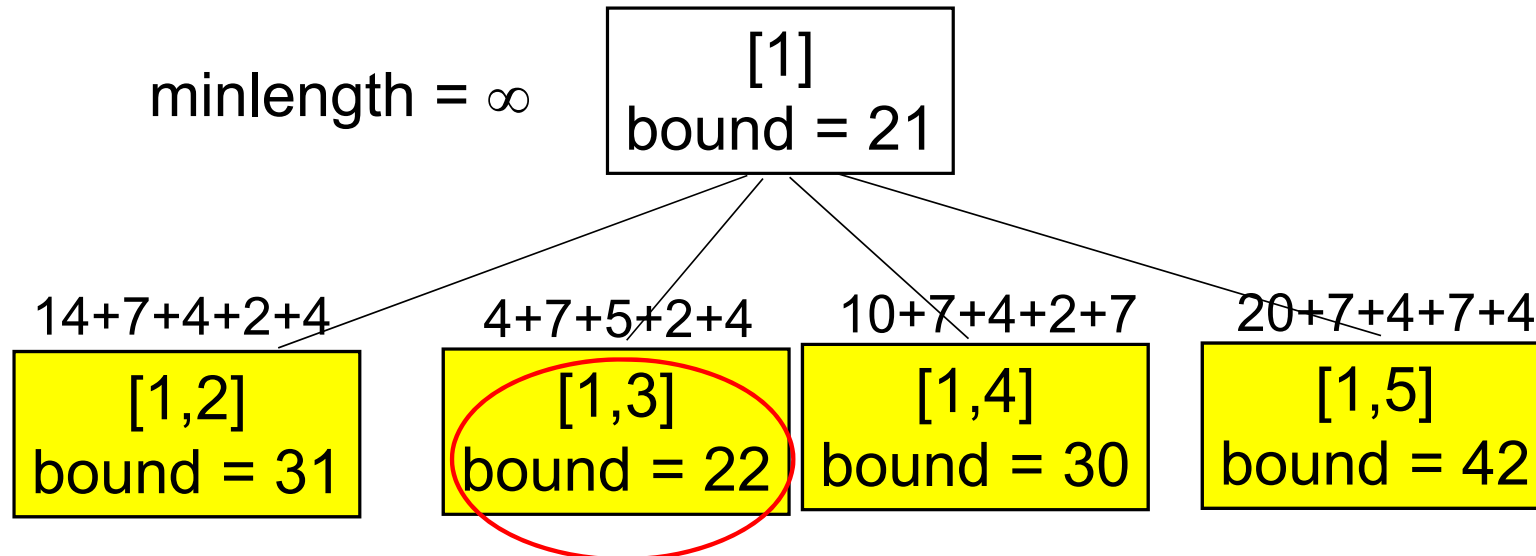 minlength = ∞
[1]
bound = 21
14+7+4+2+4
4+7+5+2+4
10+7+4+2+7
20+7+4+7+4
[1,2]
bound = 31
[1,3]
bound = 22
[1,4]
bound = 30
[1,5]
bound = 42